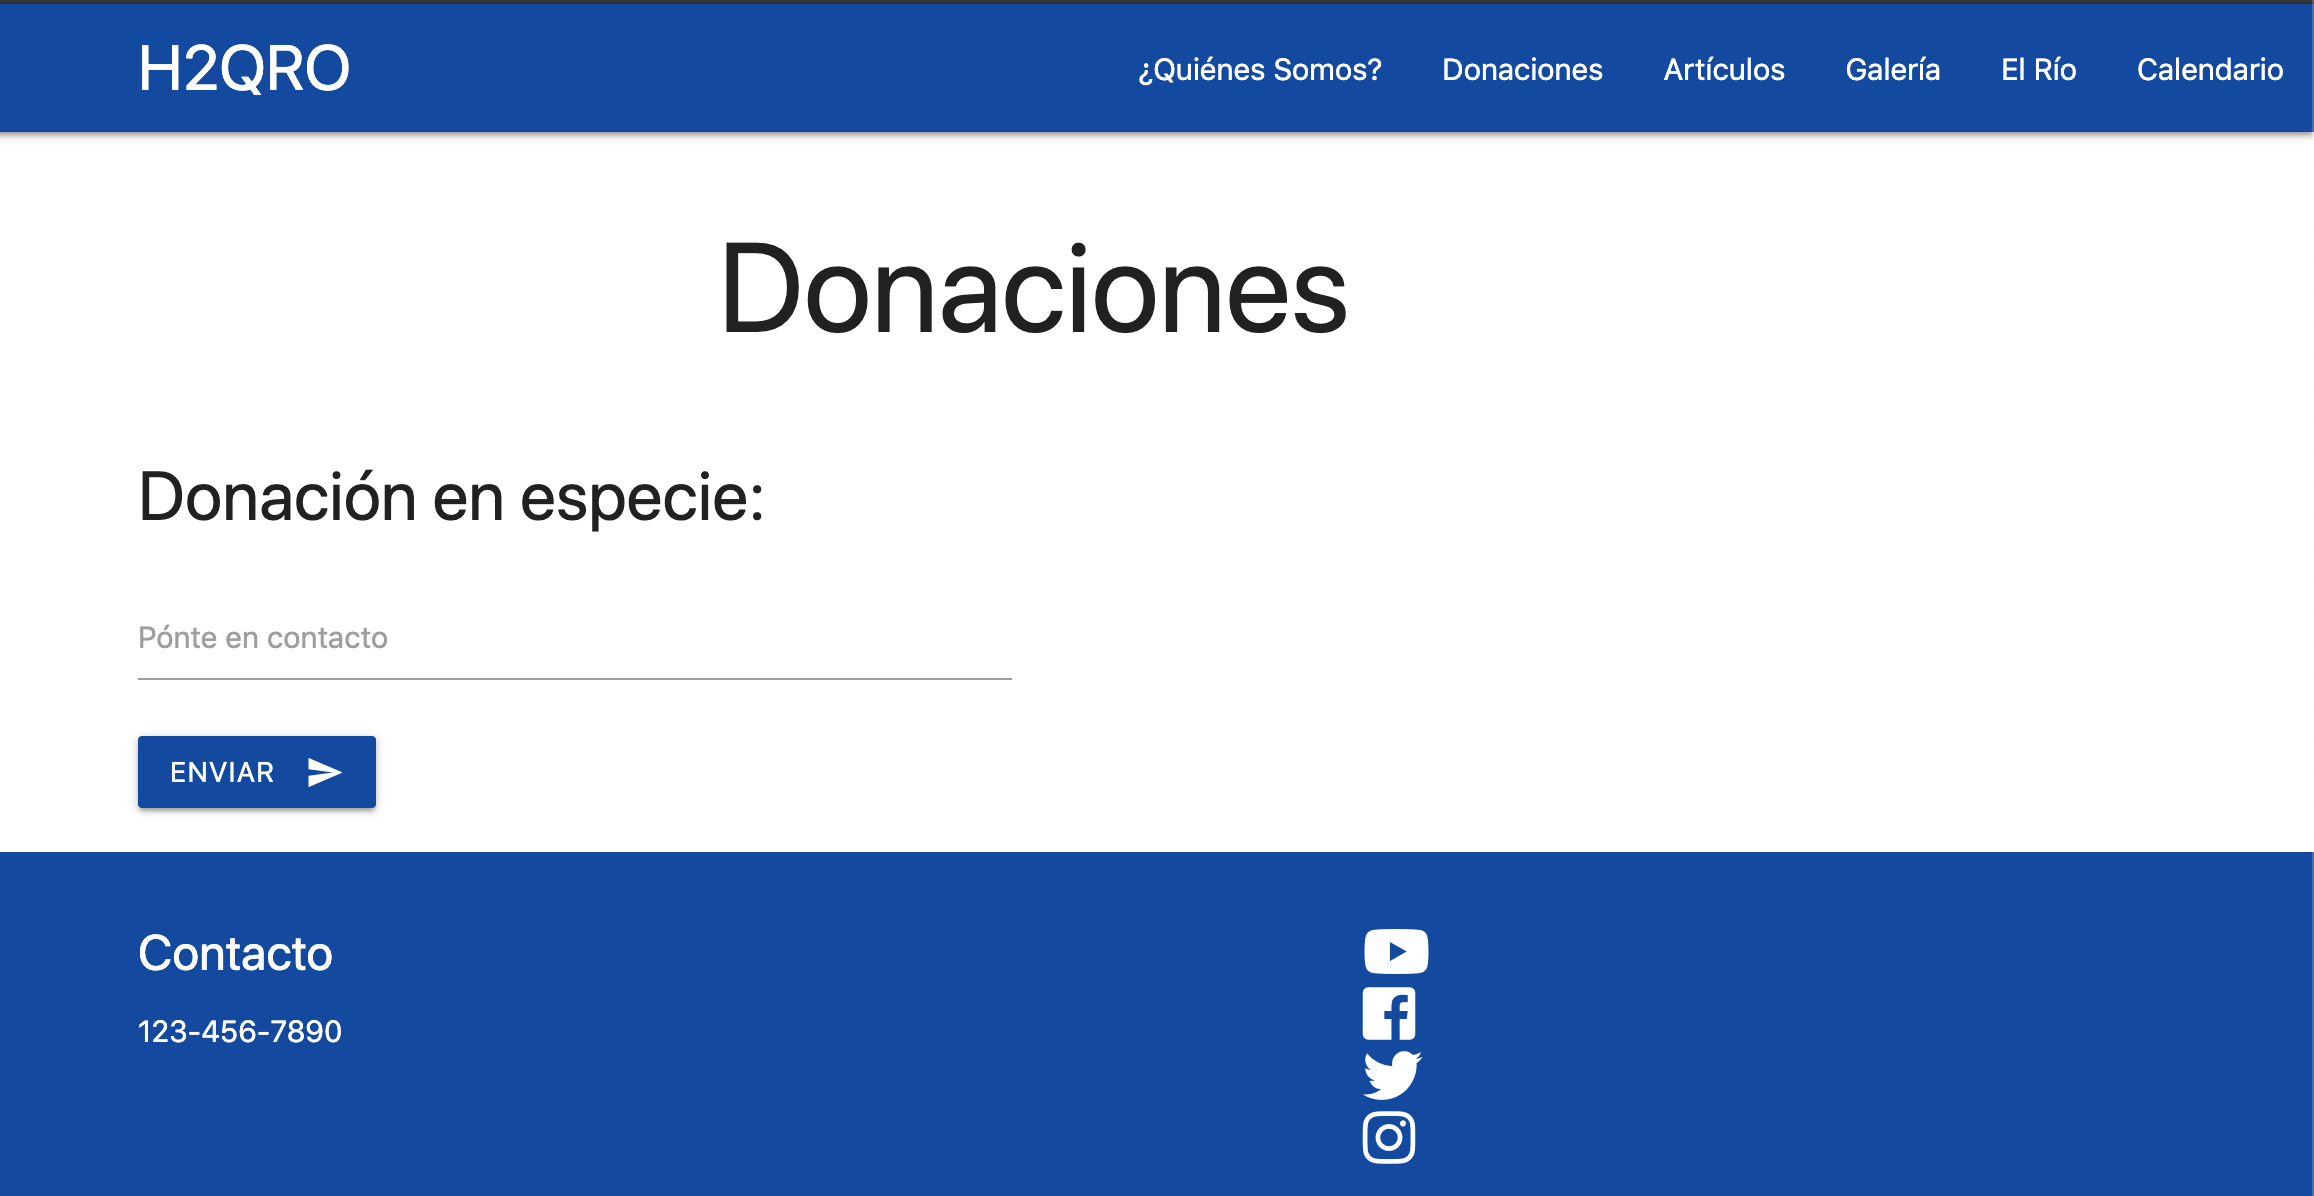 H2QRO
¿Quiénes Somos? Donaciones Artículos Galería El Río Calendario
Donaciones
Donación en especie:
Pónte en contacto
ENVIAR
Contacto
123-456-7890